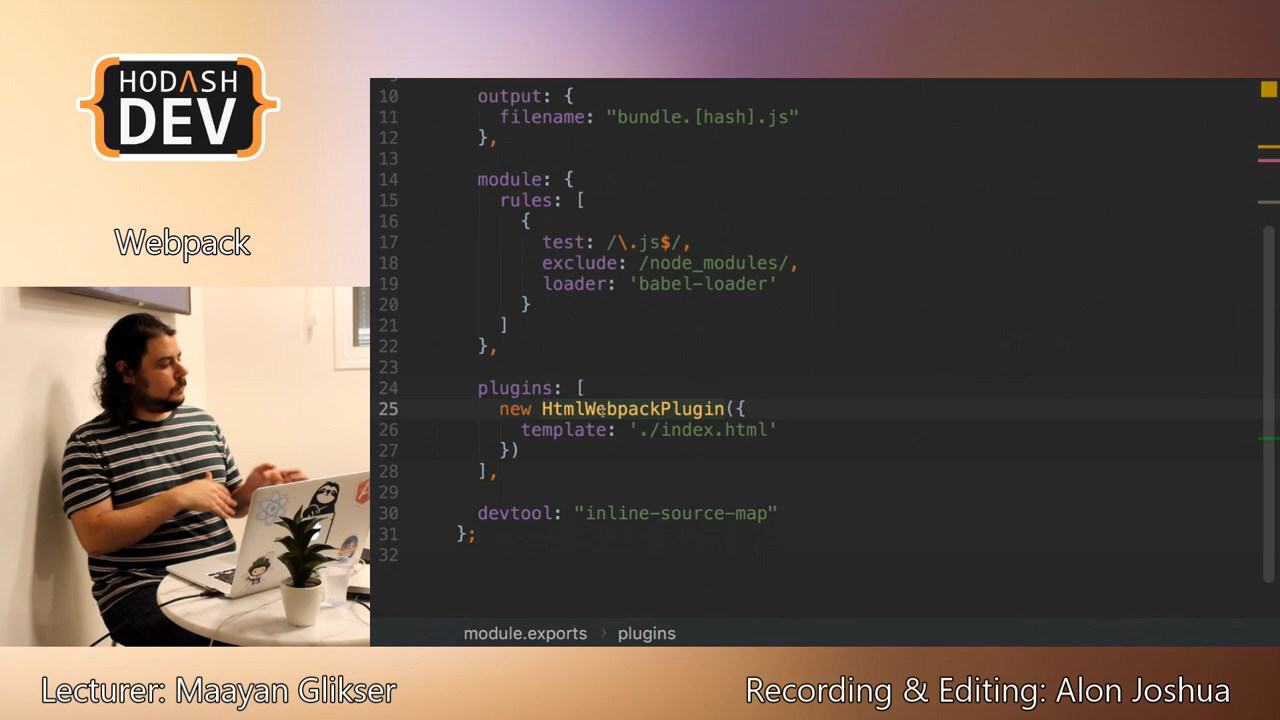 HODΛSH
DEV
Webpack
10 output: {
11 filename: "bundle.[hash].js"
12 },
13
14 module: {
15 rules: [
16 {
17 test: /\.js$/,
18 exclude: /node_modules/,
19 loader: 'babel-loader'
20 }
21 ]
22 },
23
24 plugins: [
25 new HtmlWebpackPlugin({
26 template: './index.html'
27 })
28 ],
29
30 devtool: "inline-source-map"
31 };
32
module.exports > plugins
Lecturer: Maayan Glikser
Recording & Editing: Alon Joshua